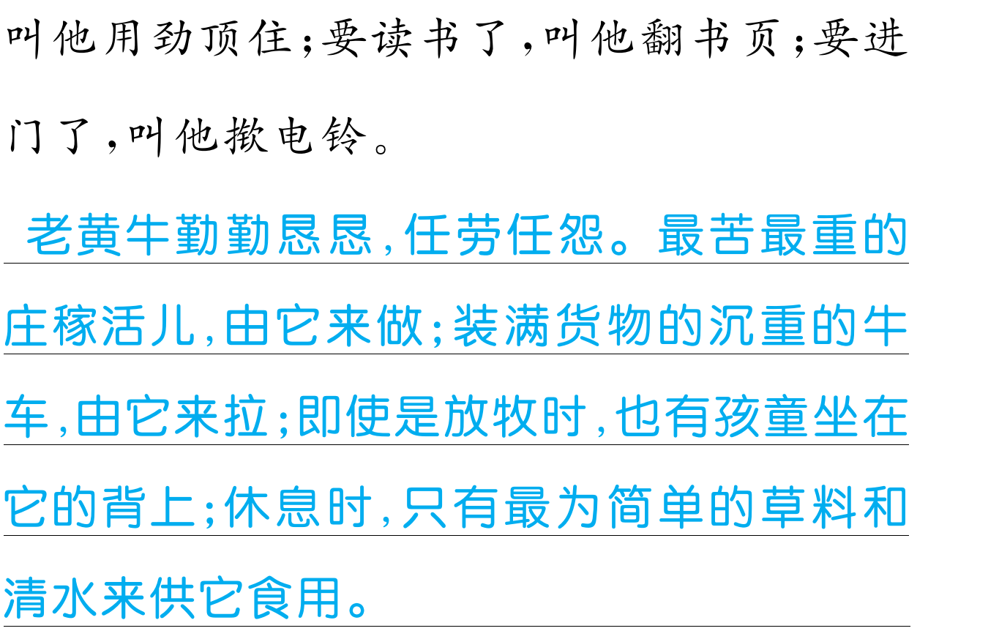 叫他用劲顶住;要读书了,叫他翻书页;要进
门了,叫他揿电铃。
老黄牛勤勤恳恳,任劳任怨。最苦最重的
庄稼活儿,由它来做;装满货物的沉重的牛
车,由它来拉;即使是放牧时,也有孩童坐在
它的背上;休息时,只有最为简单的草料和
清水来供它食用。